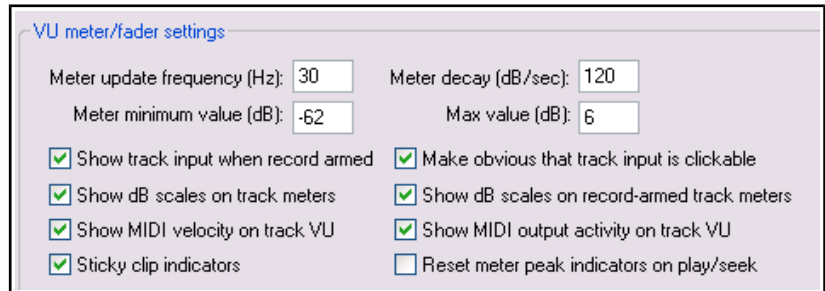 VU meter/fader settings
Meter update frequency (Hz): 30 Meter decay (dB/sec): 120
Meter minimum value (dB): -62 Max value (dB): 6
Show track input when record armed Make obvious that track input is clickable
Show dB scales on track meters Show dB scales on record-armed track meters
Show MIDI velocity on track VU Show MIDI output activity on track VU
Sticky clip indicators Reset meter peak indicators on play/seek